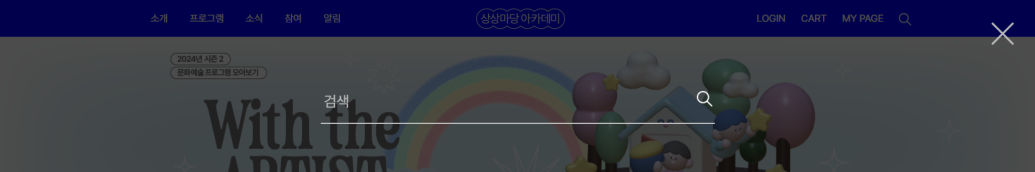 소개 프로그램 소식 참여 알림 상상마당 아카데미 LOGIN CART MY PAGE
2024년 시즌 2
문화예술 프로그램 모아보기
검색
With the
ARTIST